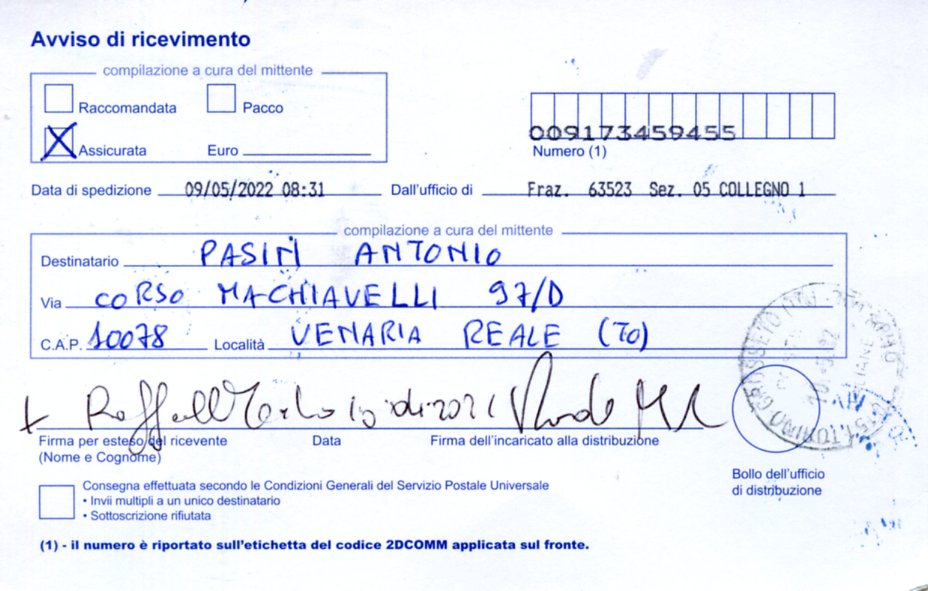 Avviso di ricevimento
compilazione a cura del mittente
Raccomandata Pacco
X Assicurata Euro
009173459455
Numero (1)
Data di spedizione 09/05/2022 08:31 Dall'ufficio di Fraz. 63523 Sez. 05 COLLEGNO 1
compilazione a cura del mittente
Destinatario PASINI ANTONIO
Via CORSO MACHIAVELLI 97/D
C.A.P. 10078 Località VENARIA REALE (TO)
Firma per esteso del ricevente Data Firma dell'incaricato alla distribuzione
(Nome e Cognome)
Bollo dell'ufficio
di distribuzione
Consegna effettuata secondo le Condizioni Generali del Servizio Postale Universale
• Invii multipli a un unico destinatario
• Sottoscrizione rifiutata
(1) - il numero è riportato sull'etichetta del codice 2DCOMM applicata sul fronte.